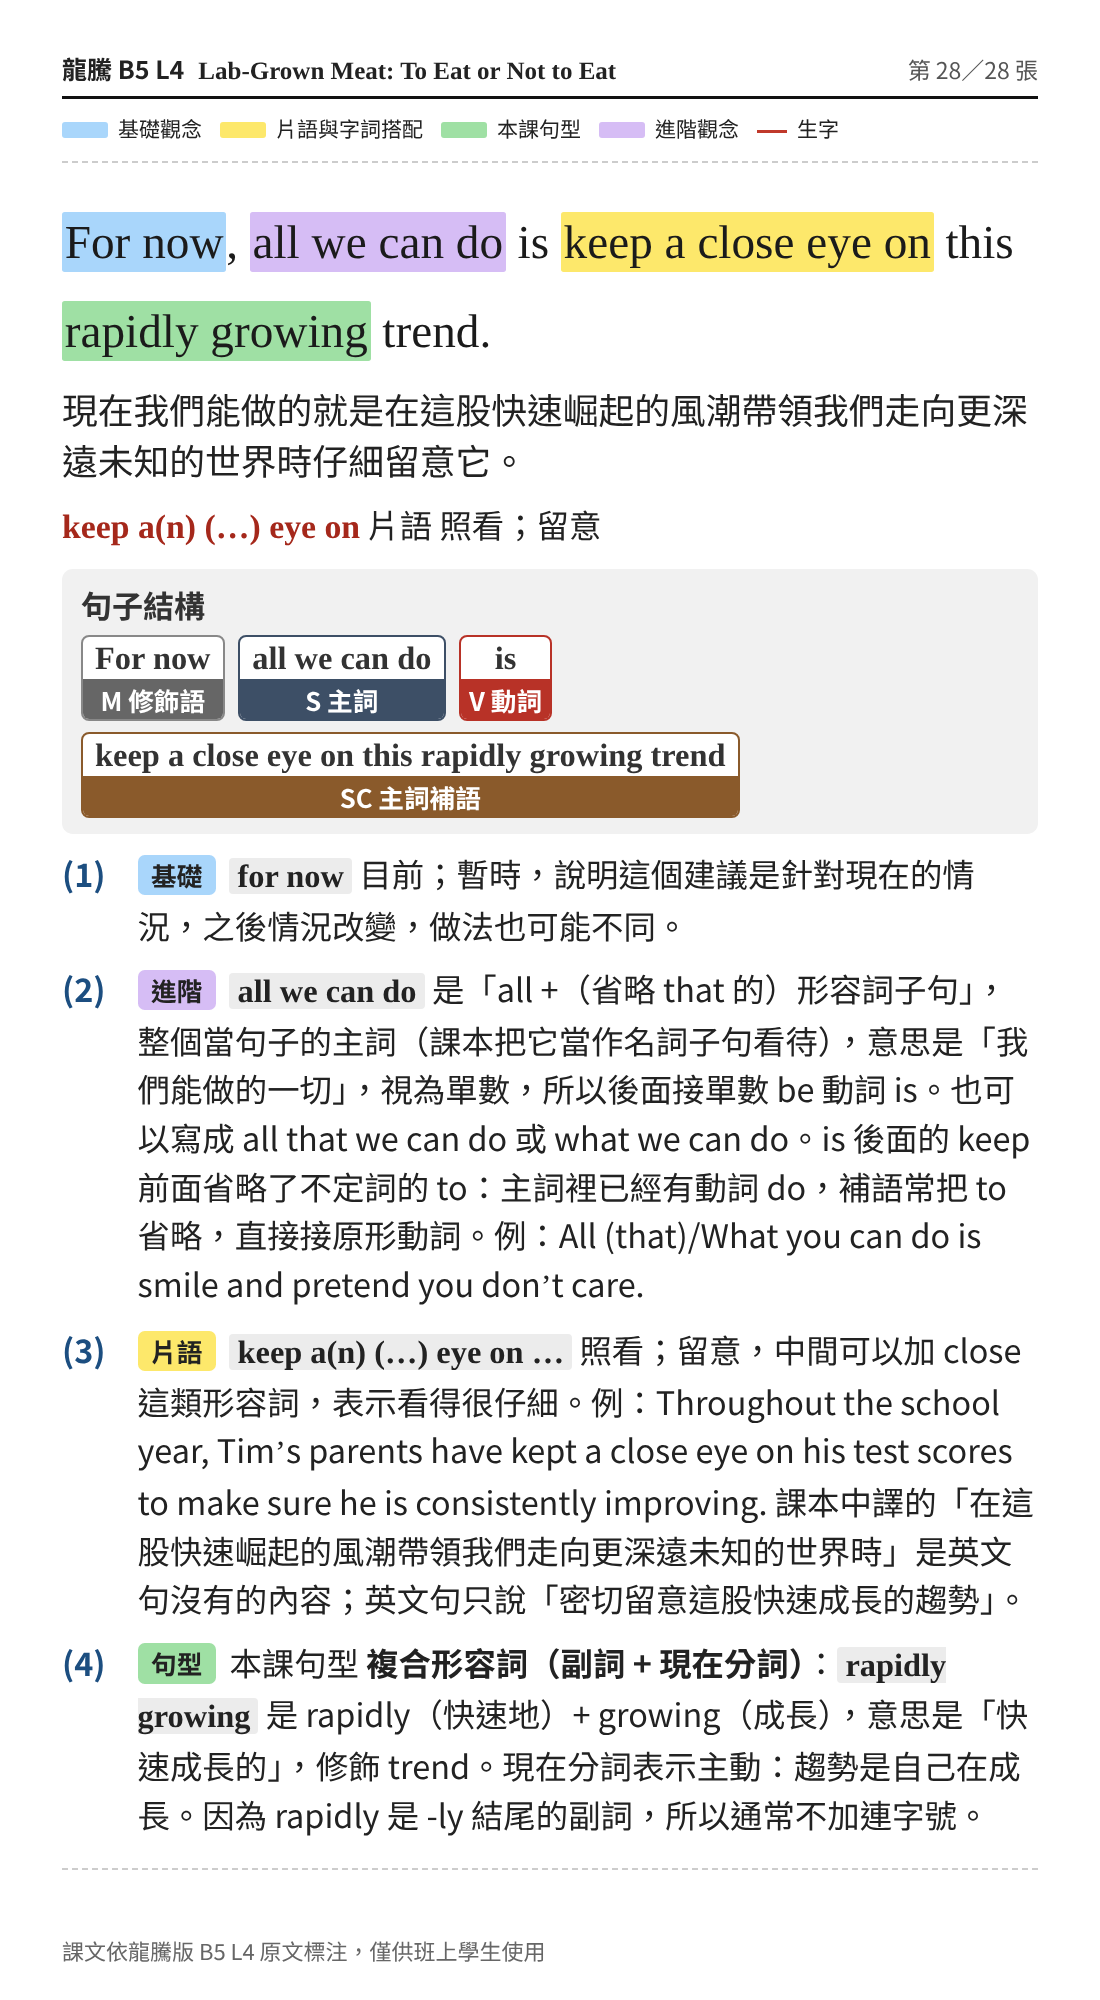 龍騰 B5 L4 Lab-Grown Meat: To Eat or Not to Eat 第 28／28 張
基礎觀念 片語與字詞搭配 本課句型 進階觀念 生字
For now, all we can do is keep a close eye on this
rapidly growing trend.
現在我們能做的就是在這股快速崛起的風潮帶領我們走向更深
遠未知的世界時仔細留意它。
keep a(n) (…) eye on 片語 照看；留意
句子結構
For now all we can do is
M 修飾語 S 主詞 V 動詞
keep a close eye on this rapidly growing trend
SC 主詞補語
(1) 基礎 for now 目前；暫時，說明這個建議是針對現在的情
況，之後情況改變，做法也可能不同。
(2) 進階 all we can do 是「all +（省略 that 的）形容詞子句」，
整個當句子的主詞（課本把它當作名詞子句看待），意思是「我
們能做的一切」，視為單數，所以後面接單數 be 動詞 is。也可
以寫成 all that we can do 或 what we can do。is 後面的 keep
前面省略了不定詞的 to：主詞裡已經有動詞 do，補語常把 to
省略，直接接原形動詞。例：All (that)/What you can do is
smile and pretend you don’t care.
(3) 片語 keep a(n) (…) eye on … 照看；留意，中間可以加 close
這類形容詞，表示看得很仔細。例：Throughout the school
year, Tim’s parents have kept a close eye on his test scores
to make sure he is consistently improving. 課本中譯的「在這
股快速崛起的風潮帶領我們走向更深遠未知的世界時」是英文
句沒有的內容；英文句只說「密切留意這股快速成長的趨勢」。
(4) 句型 本課句型 複合形容詞（副詞 + 現在分詞）：rapidly
growing 是 rapidly（快速地）+ growing（成長），意思是「快
速成長的」，修飾 trend。現在分詞表示主動：趨勢是自己在成
長。因為 rapidly 是 -ly 結尾的副詞，所以通常不加連字號。
課文依龍騰版 B5 L4 原文標注，僅供班上學生使用